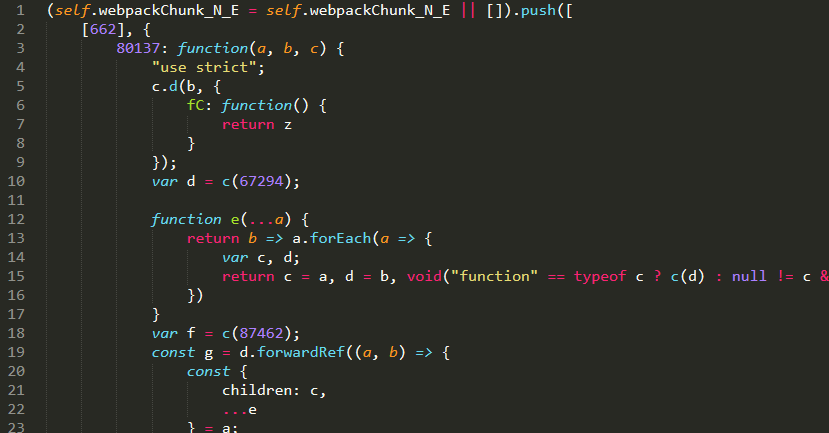 1 (self.webpackChunk_N_E = self.webpackChunk_N_E || []).push([
2 [662], {
3 80137: function(a, b, c) {
4 "use strict";
5 c.d(b, {
6 fC: function() {
7 return z
8 }
9 });
10 var d = c(67294);
11
12 function e(...a) {
13 return b => a.forEach(a => {
14 var c, d;
15 return c = a, d = b, void("function" == typeof c ? c(d) : null != c &
16 })
17 }
18 var f = c(87462);
19 const g = d.forwardRef((a, b) => {
20 const {
21 children: c,
22 ...e
23 } = a;